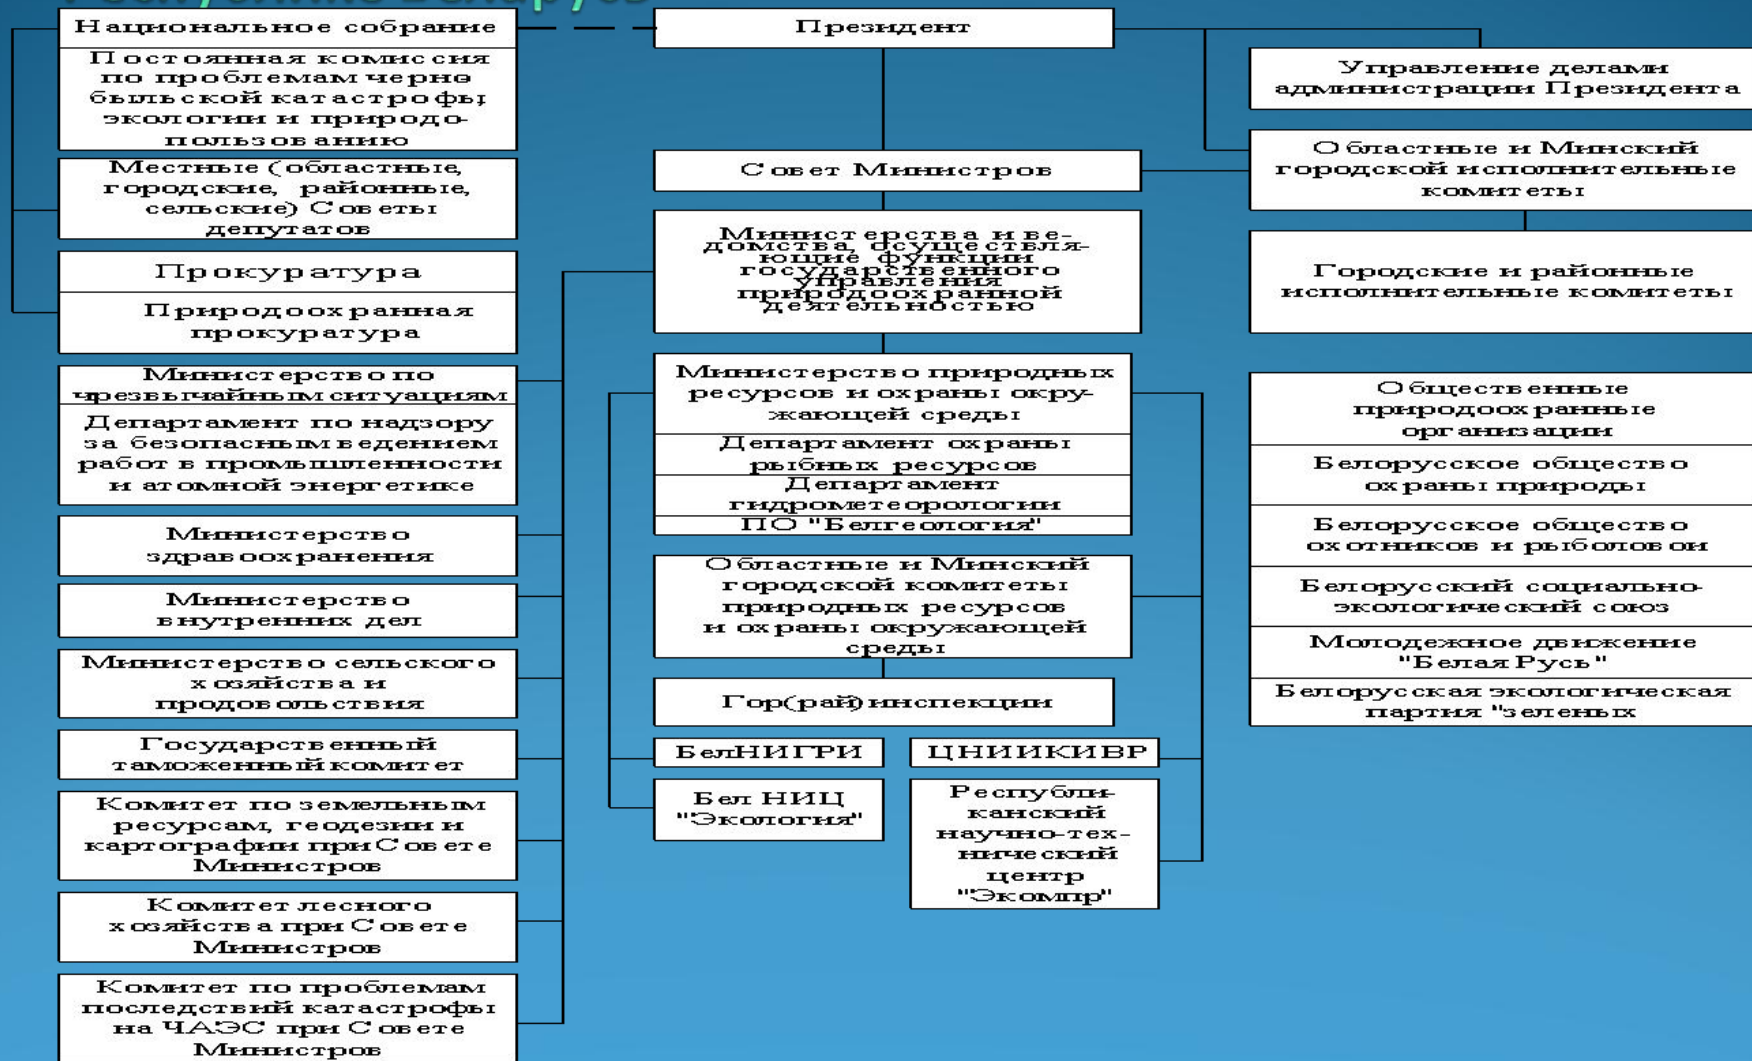 Республике Беларусь
Национальное собрание
Постоянная комиссия
по проблемам черно
быльской катастрофы,
экологии и природо-
пользованию
Местные (областные,
городские, районные,
сельские) Советы
депутатов
Прокуратура
Природоохранная
прокуратура
Министерство по
чрезвычайным ситуациям
Департамент по надзору
за безопасным ведением
работ в промышленности
и атомной энергетике
Министерство
здравоохранения
Министерство
внутренних дел
Министерство сельского
хозяйства и
продовольствия
Государственный
таможенный комитет
Комитет по земельным
ресурсам, геодезии и
картографии при Совете
Министров
Комитет лесного
хозяйства при Совете
Министров
Комитет по проблемам
последствий катастрофы
на ЧАЭС при Совете
Министров
Президент
Совет Министров
Министерства и ве-
домства, осуществля-
ющие функции
государственного
управления
природоохранной
деятельностью
Министерство природных
ресурсов и охраны окру-
жающей среды
Департамент охраны
рыбных ресурсов
Департамент
гидрометеорологии
ПО "Белгеология"
Областные и Минский
городской комитеты
природных ресурсов
и охраны окружающей
среды
Гор(рай)инспекции
БелНИГРИ
Бел НИЦ
"Экология"
ЦНИИКИВР
Республи-
канский
научно-тех-
нический
центр
"Экомпр"
Управление делами
администрации Президента
Областные и Минский
городской исполнительные
комитеты
Городские и районные
исполнительные комитеты
Общественные
природоохранные
организации
Белорусское общество
охраны природы
Белорусское общество
охотников и рыболовои
Белорусский социально-
экологический союз
Молодежное движение
"Белая Русь"
Белорусская экологическая
партия "зеленых